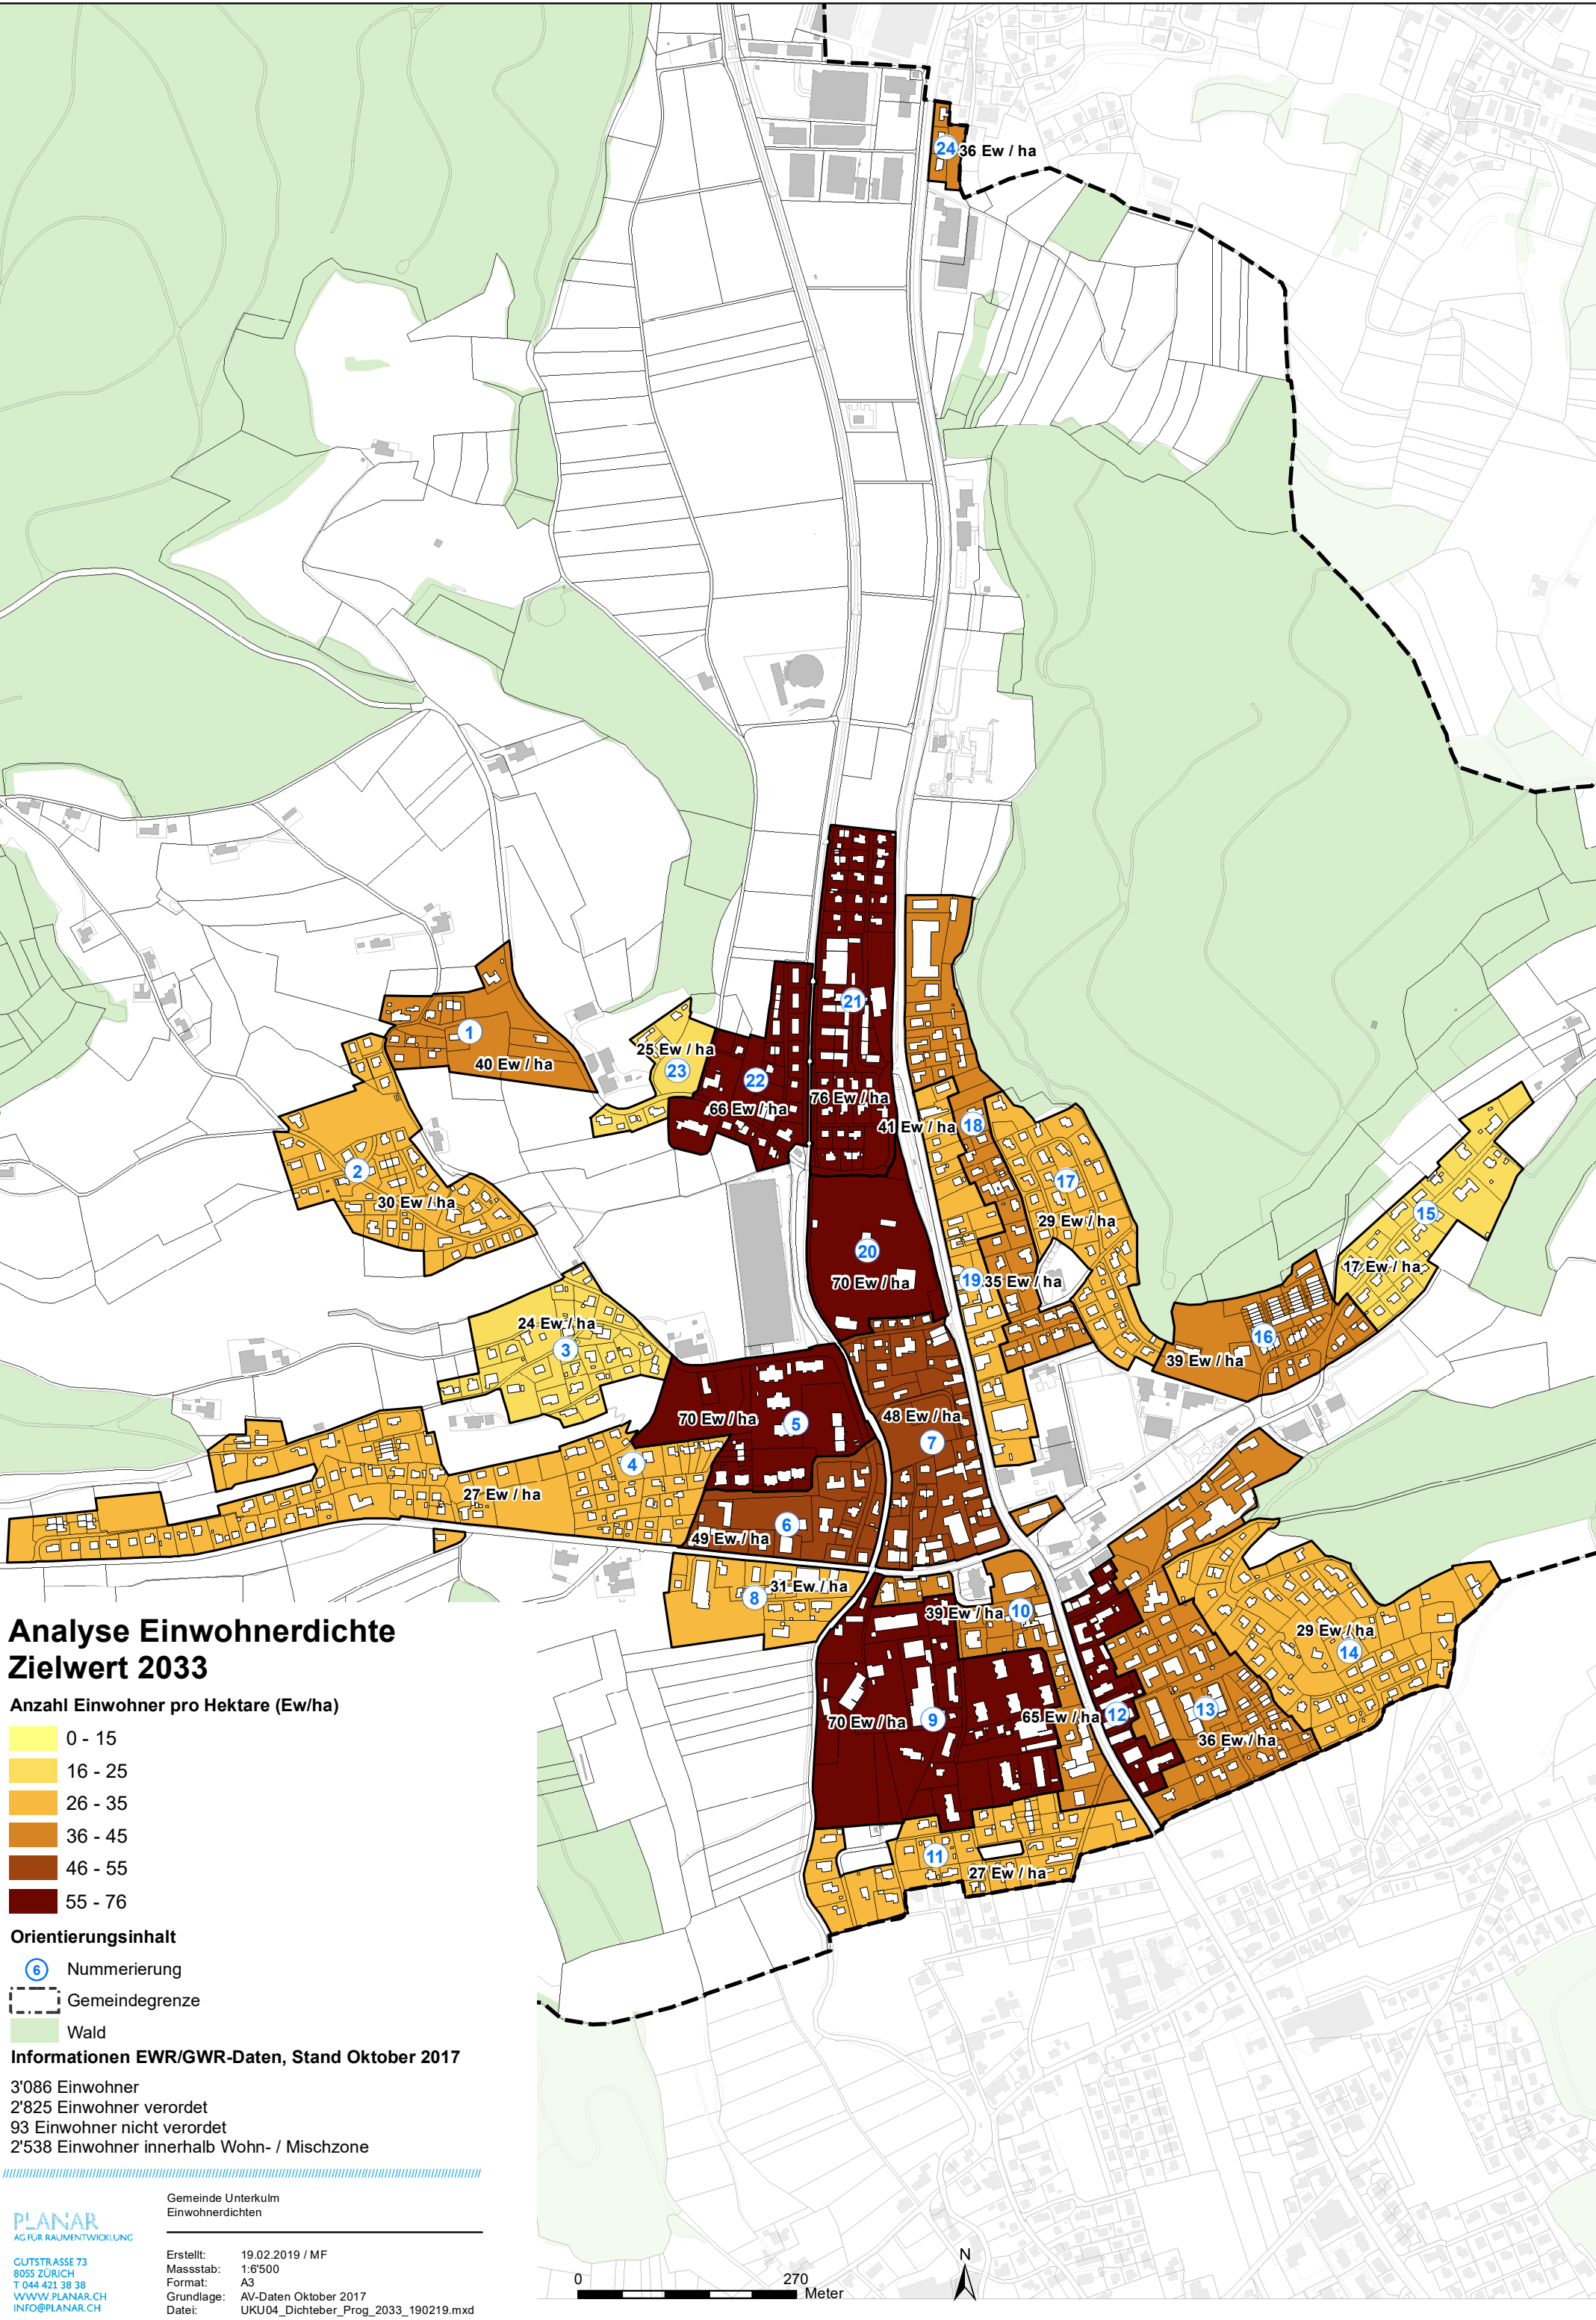 24
36 Ew / ha
21
1
40 Ew / ha
25 Ew / ha
23
22
66 Ew / ha
76 Ew / ha
41 Ew / ha
18
2
30 Ew / ha
17
29 Ew / ha
15
17 Ew / ha
20
70 Ew / ha
19
35 Ew / ha
24 Ew / ha
3
16
39 Ew / ha
70 Ew / ha
5
48 Ew / ha
7
4
27 Ew / ha
6
49 Ew / ha
31 Ew / ha
8
39 Ew / ha
10
29 Ew / ha
14
70 Ew / ha
9
65 Ew / ha
12
13
36 Ew / ha
11
27 Ew / ha
Analyse Einwohnerdichte
Zielwert 2033
Anzahl Einwohner pro Hektare (Ew/ha)
0 - 15
16 - 25
26 - 35
36 - 45
46 - 55
55 - 76
Orientierungsinhalt
6 Nummerierung
Gemeindegrenze
Wald
Informationen EWR/GWR-Daten, Stand Oktober 2017
3'086 Einwohner
2'825 Einwohner verordet
93 Einwohner nicht verordet
2'538 Einwohner innerhalb Wohn- / Mischzone
PLANAR
AG FÜR RAUMENTWICKLUNG
GUTSTRASSE 73
8055 ZÜRICH
T 044 421 38 38
WWW.PLANAR.CH
INFO@PLANAR.CH
Gemeinde Unterkulm
Einwohnerdichten
Erstellt: 19.02.2019 / MF
Massstab: 1:6'500
Format: A3
Grundlage: AV-Daten Oktober 2017
Datei: UKU04_Dichteber_Prog_2033_190219.mxd
0 270
Meter
N